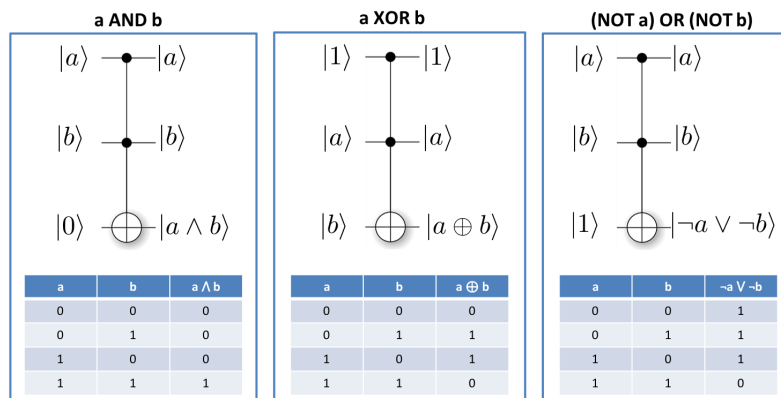 a AND b
|a⟩ |a⟩
|b⟩ |b⟩
|0⟩ |a ∧ b⟩
a b a ∧ b
0 0 0
0 1 0
1 0 0
1 1 1
a XOR b
|1⟩ |1⟩
|a⟩ |a⟩
|b⟩ |a ⊕ b⟩
a b a ⊕ b
0 0 0
0 1 1
1 0 1
1 1 0
(NOT a) OR (NOT b)
|a⟩ |a⟩
|b⟩ |b⟩
|1⟩ |¬a ∨ ¬b⟩
a b ¬a V ¬b
0 0 1
0 1 1
1 0 1
1 1 0